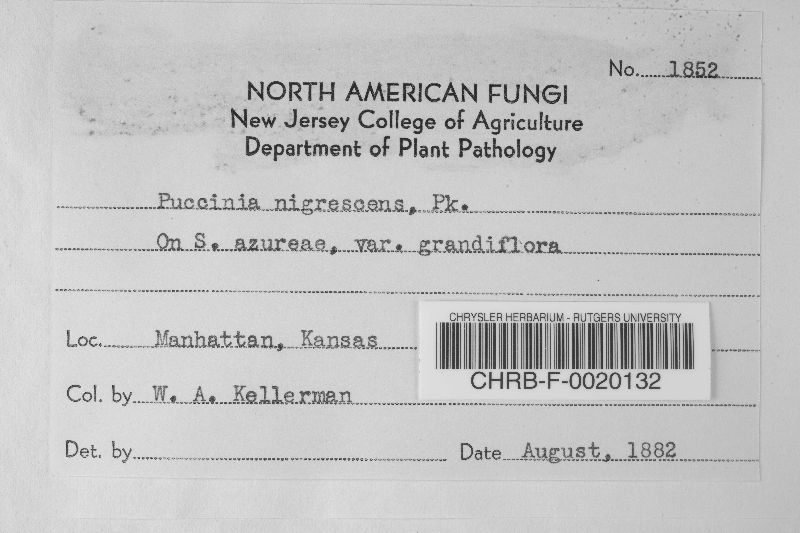 No. 1852
NORTH AMERICAN FUNGI
New Jersey College of Agriculture
Department of Plant Pathology
Puccinia nigrescens, Pk.
On S. azureae, var. grandiflora
Loc. Manhattan, Kansas
CHRYSLER HERBARIUM - RUTGERS UNIVERSITY
CHRB-F-0020132
Col. by W. A. Kellerman
Det. by
Date August, 1882